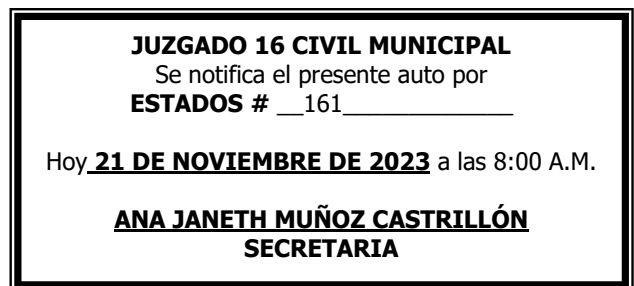 JUZGADO 16 CIVIL MUNICIPAL
Se notifica el presente auto por
ESTADOS # __161_____________
Hoy 21 DE NOVIEMBRE DE 2023 a las 8:00 A.M.
ANA JANETH MUÑOZ CASTRILLÓN
SECRETARIA